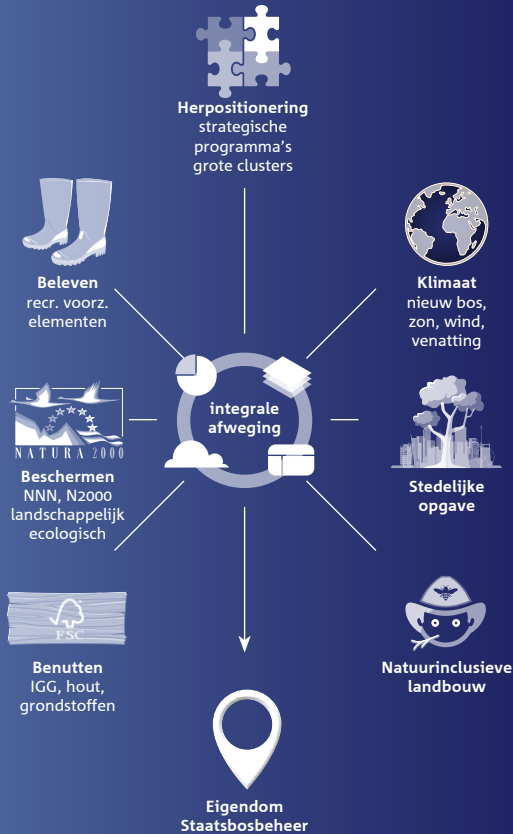 Herpositionering
strategische
programma's
grote clusters
Beleven
recr. voorz.
elementen
Klimaat
nieuw bos,
zon, wind,
venatting
integrale
afweging
NATURA 2000
Beschermen
NNN, N2000
landschappelijk
ecologisch
Stedelijke
opgave
FSC
Benutten
IGG, hout,
grondstoffen
Natuurinclusieve
landbouw
Eigendom
Staatsbosbeheer